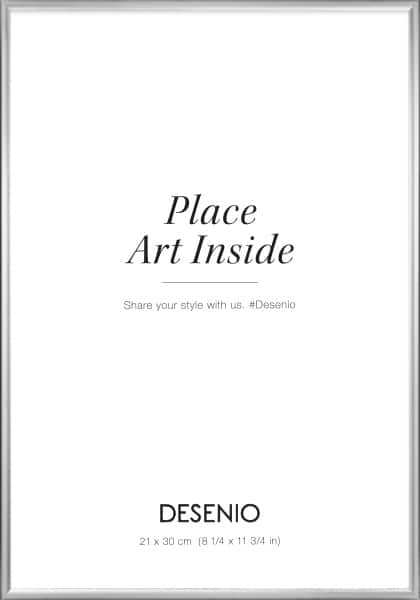 Place
Art Inside
Share your style with us. #Desenio
DESENIO
21 x 30 cm (8 1/4 x 11 3/4 in)